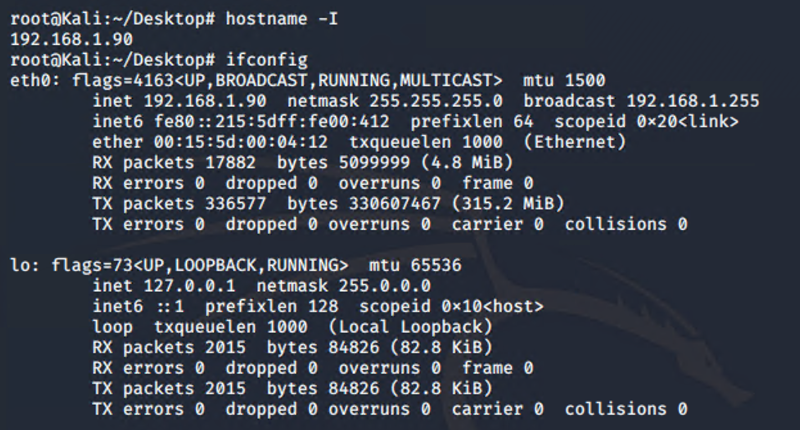 root@Kali:~/Desktop# hostname -I
192.168.1.90
root@Kali:~/Desktop# ifconfig
eth0: flags=4163<UP,BROADCAST,RUNNING,MULTICAST>  mtu 1500
        inet 192.168.1.90  netmask 255.255.255.0  broadcast 192.168.1.255
        inet6 fe80::215:5dff:fe00:412  prefixlen 64  scopeid 0x20<link>
        ether 00:15:5d:00:04:12  txqueuelen 1000  (Ethernet)
        RX packets 17882  bytes 5099999 (4.8 MiB)
        RX errors 0  dropped 0  overruns 0  frame 0
        TX packets 336577  bytes 330607467 (315.2 MiB)
        TX errors 0  dropped 0 overruns 0  carrier 0  collisions 0

lo: flags=73<UP,LOOPBACK,RUNNING>  mtu 65536
        inet 127.0.0.1  netmask 255.0.0.0
        inet6 ::1  prefixlen 128  scopeid 0x10<host>
        loop  txqueuelen 1000  (Local Loopback)
        RX packets 2015  bytes 84826 (82.8 KiB)
        RX errors 0  dropped 0  overruns 0  frame 0
        TX packets 2015  bytes 84826 (82.8 KiB)
        TX errors 0  dropped 0 overruns 0  carrier 0  collisions 0